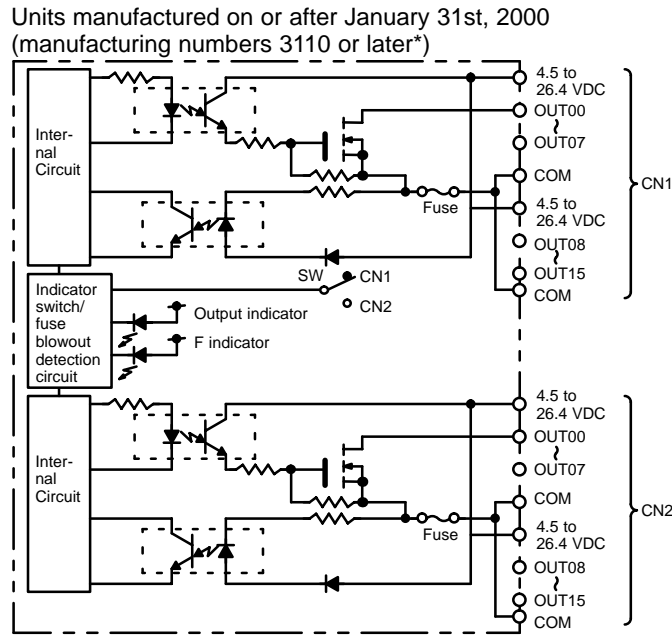 Units manufactured on or after January 31st, 2000
(manufacturing numbers 3110 or later*)
Inter-
nal
Circuit
4.5 to
26.4 VDC
OUT00
OUT07
COM
Fuse
4.5 to
26.4 VDC
OUT08
OUT15
COM
CN1
SW
CN1
CN2
Indicator
switch/
fuse
blowout
detection
circuit
Output indicator
F indicator
Inter-
nal
Circuit
4.5 to
26.4 VDC
OUT00
OUT07
COM
Fuse
4.5 to
26.4 VDC
OUT08
OUT15
COM
CN2